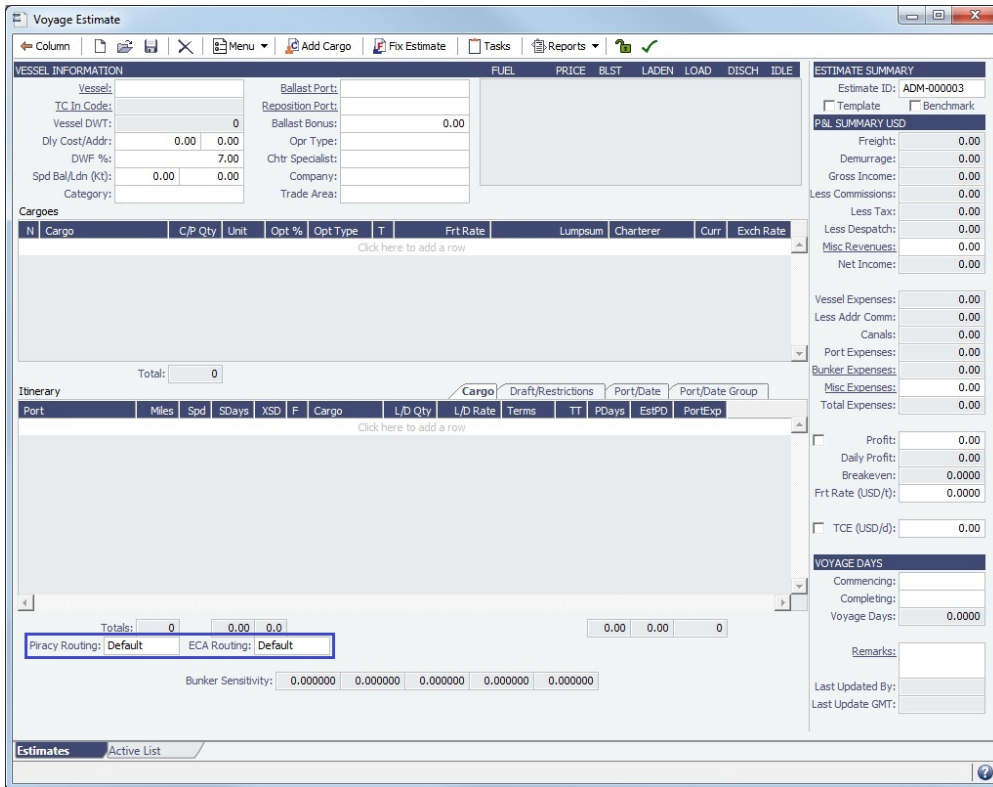 Voyage Estimate
Column Menu Add Cargo Fix Estimate Tasks Reports
VESSEL INFORMATION FUEL PRICE BLST LADEN LOAD DISCH IDLE
Vessel: Ballast Port:
TC In Code: Reposition Port:
Vessel DWT: 0 Ballast Bonus: 0.00
Dly Cost/Addr: 0.00 0.00 Opr Type:
DWF %: 7.00 Chtr Specialist:
Spd Bal/Ldn (Kt): 0.00 0.00 Company:
Category: Trade Area:
Cargoes
N Cargo C/P Qty Unit Opt % Opt Type T Frt Rate Lumpsum Charterer Curr Exch Rate
Click here to add a row
Total: 0
Itinerary Cargo Draft/Restrictions Port/Date Port/Date Group
Port Miles Spd SDays XSD F Cargo L/D Qty L/D Rate Terms TT PDays EstPD PortExp
Click here to add a row
Totals: 0 0.00 0.0 0.00 0.00 0
Piracy Routing: Default ECA Routing: Default
Bunker Sensitivity: 0.000000 0.000000 0.000000 0.000000 0.000000
ESTIMATE SUMMARY
Estimate ID: ADM-000003
Template Benchmark
P&L SUMMARY USD
Freight: 0.00
Demurrage: 0.00
Gross Income: 0.00
Less Commissions: 0.00
Less Tax: 0.00
Less Despatch: 0.00
Misc Revenues: 0.00
Net Income: 0.00
Vessel Expenses: 0.00
Less Addr Comm: 0.00
Canals: 0.00
Port Expenses: 0.00
Bunker Expenses: 0.00
Misc Expenses: 0.00
Total Expenses: 0.00
Profit: 0.00
Daily Profit: 0.00
Breakeven: 0.0000
Frt Rate (USD/t): 0.0000
TCE (USD/d): 0.00
VOYAGE DAYS
Commencing:
Completing:
Voyage Days: 0.0000
Remarks:
Last Updated By:
Last Update GMT:
Estimates Active List